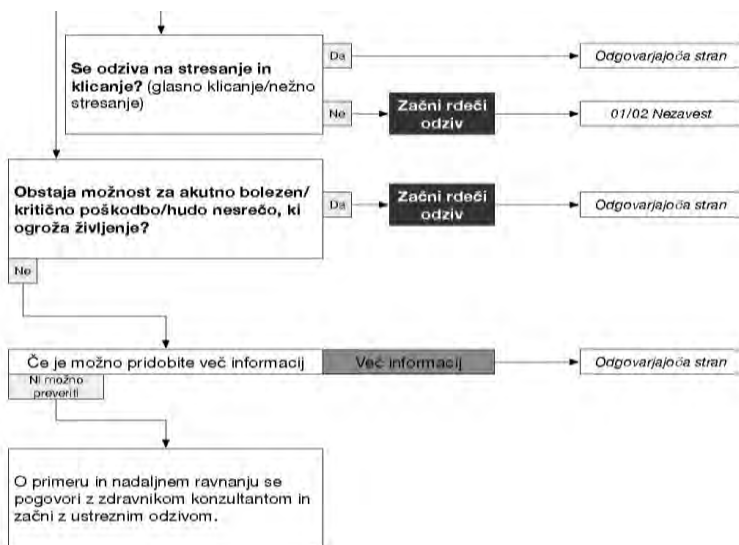 Se odziva na stresanje in
klicanje? (glasno klicanje/nežno
stresanje)
Da
Odgovarjajoča stran
Ne
Začni rdeči
odziv
01/02 Nezavest
Obstaja možnost za akutno bolezen/
kritično poškodbo/hudo nesrečo, ki
ogroža življenje?
Da
Začni rdeči
odziv
Odgovarjajoča stran
Ne
Če je možno pridobite več informacij
Več informacij
Odgovarjajoča stran
Ni možno
preveriti
O primeru in nadaljnem ravnanju se
pogovori z zdravnikom konzultantom in
začni z ustreznim odzivom.